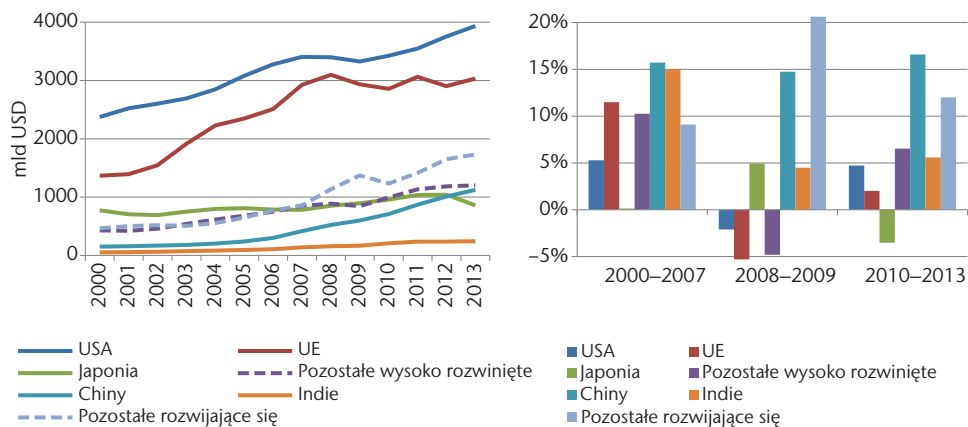 mld USD
4000
3000
2000
1000
0
2000 2001 2002 2003 2004 2005 2006 2007 2008 2009 2010 2011 2012 2013
USA UE
Japonia Pozostałe wysoko rozwinięte
Chiny Indie
Pozostałe rozwijające się
20%
15%
10%
5%
0%
–5%
2000–2007 2008–2009 2010–2013
USA UE
Japonia Pozostałe wysoko rozwinięte
Chiny Indie
Pozostałe rozwijające się